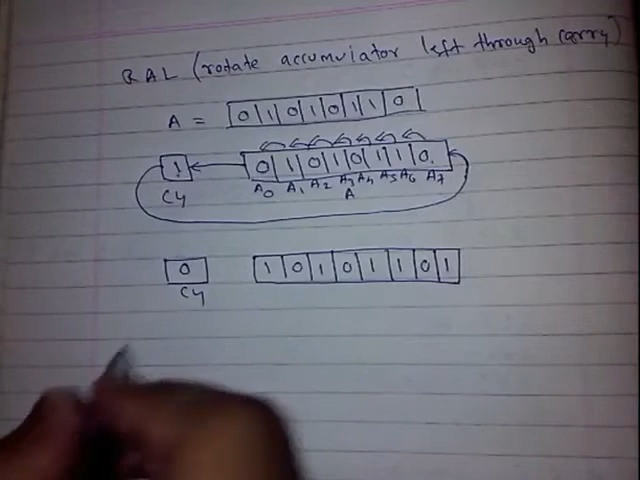 RAL (rotate accumulator left through carry)
A = 0 1 0 1 0 1 1 0
1 0 1 0 1 0 1 1 0
CY A0 A1 A2 A3 A4 A5 A6 A7
A
0 1 0 1 0 1 1 0 1
CY